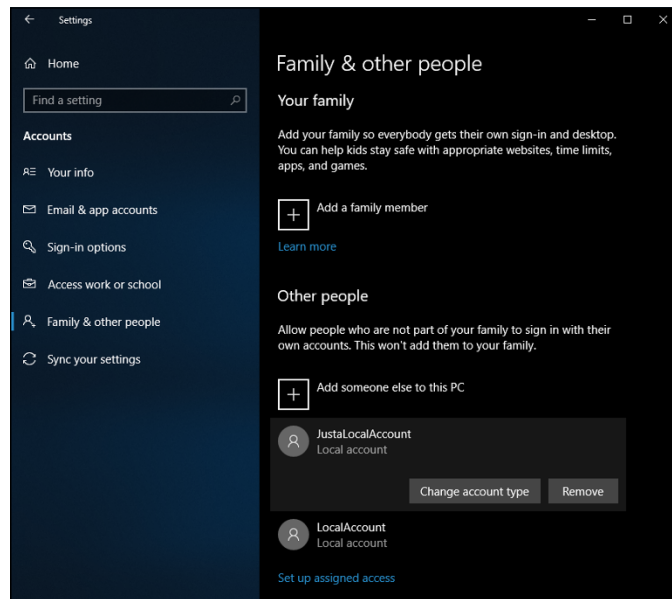 Settings
Home
Find a setting
Accounts
Your info
Email & app accounts
Sign-in options
Access work or school
Family & other people
Sync your settings
Family & other people
Your family
Add your family so everybody gets their own sign-in and desktop.
You can help kids stay safe with appropriate websites, time limits,
apps, and games.
Add a family member
Learn more
Other people
Allow people who are not part of your family to sign in with their
own accounts. This won't add them to your family.
Add someone else to this PC
JustaLocalAccount
Local account
Change account type
Remove
LocalAccount
Local account
Set up assigned access